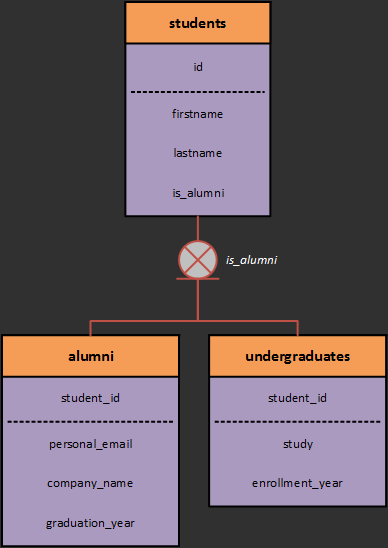 students
id
firstname
lastname
is_alumni
is_alumni
alumni
student_id
personal_email
company_name
graduation_year
undergraduates
student_id
study
enrollment_year